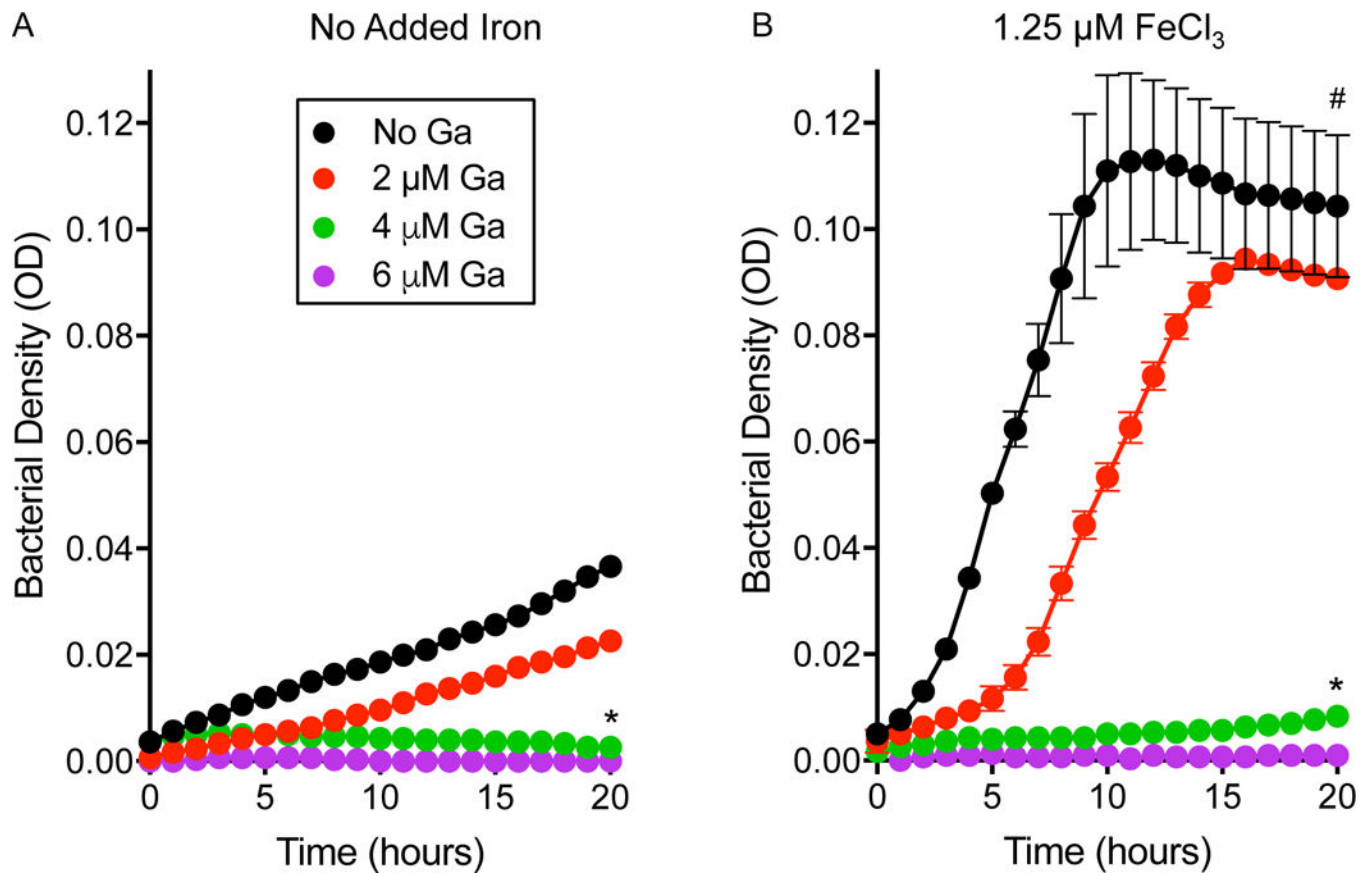 A
No Added Iron
B
1.25 µM FeCl₃
No Ga
2 µM Ga
4 µM Ga
6 µM Ga
Bacterial Density (OD)
0.12
0.10
0.08
0.06
0.04
0.02
0.00
*
0 5 10 15 20
Time (hours)
Bacterial Density (OD)
0.12
0.10
0.08
0.06
0.04
0.02
0.00
#
*
0 5 10 15 20
Time (hours)